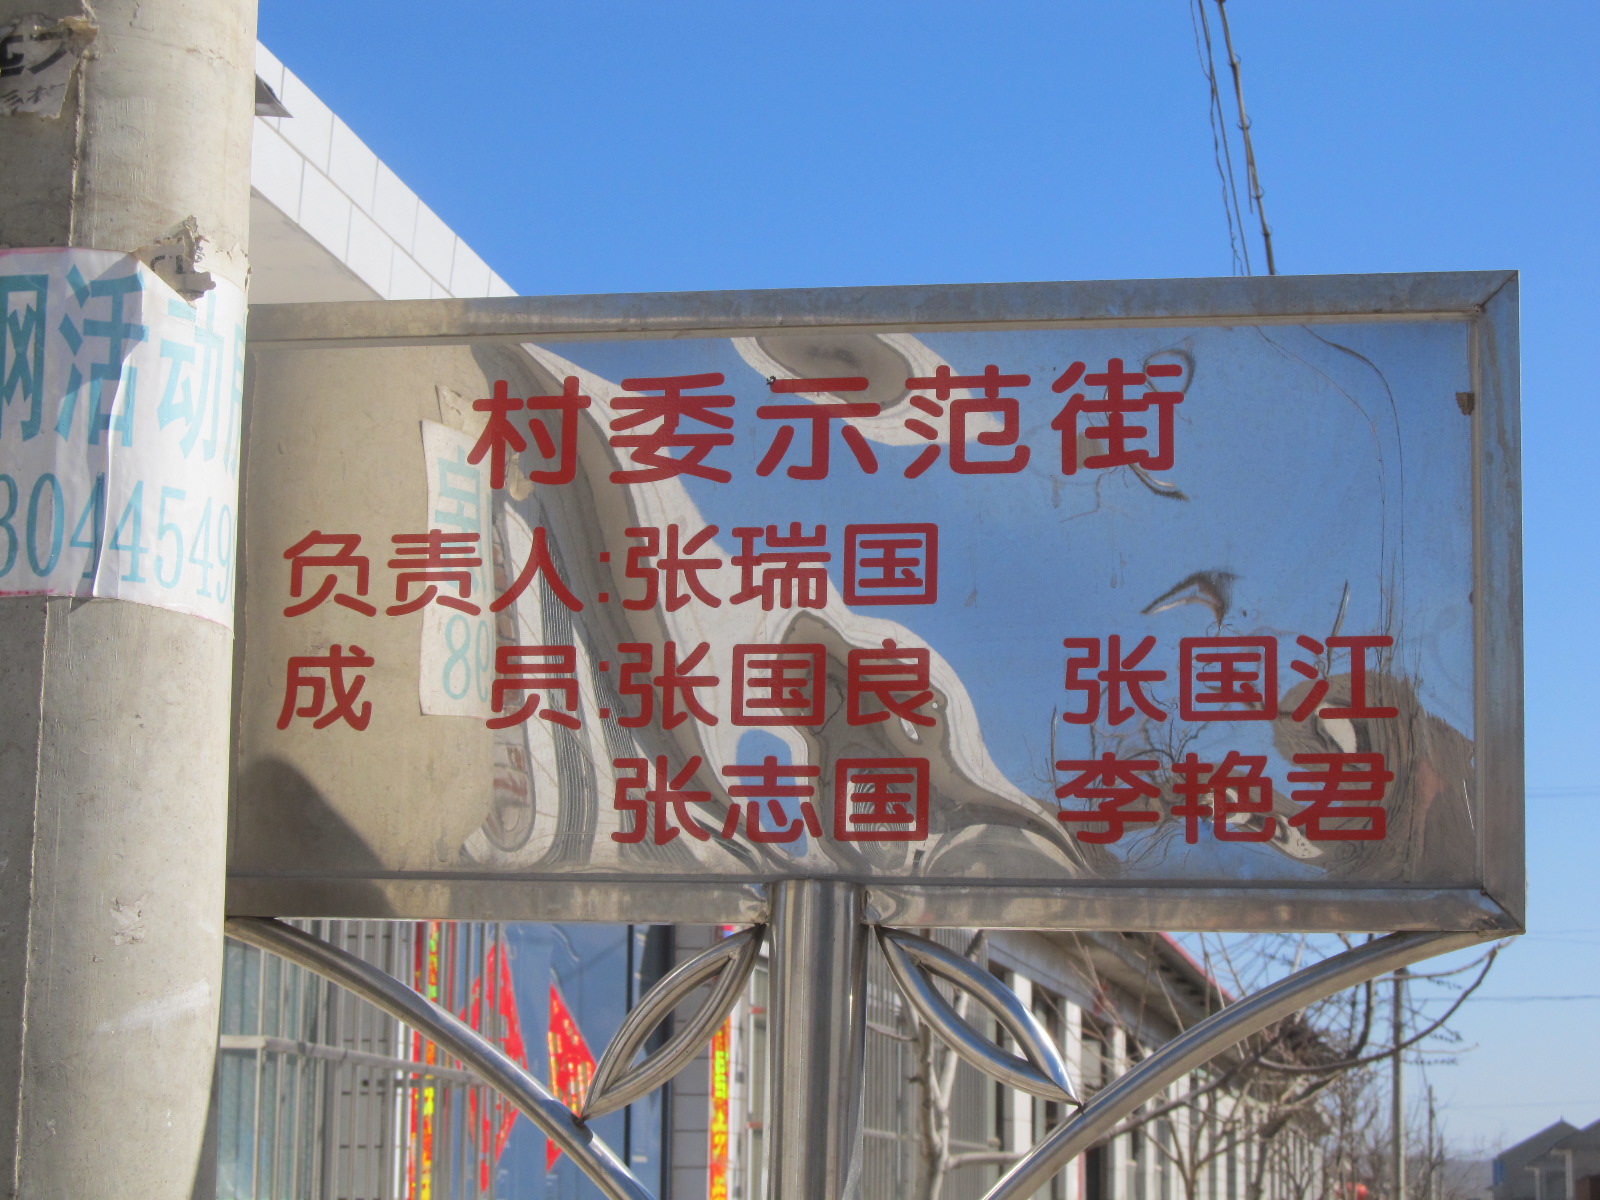 网活动
3044549
村委示范街
负责人:张瑞国
成 员:张国良 张国江
张志国 李艳君